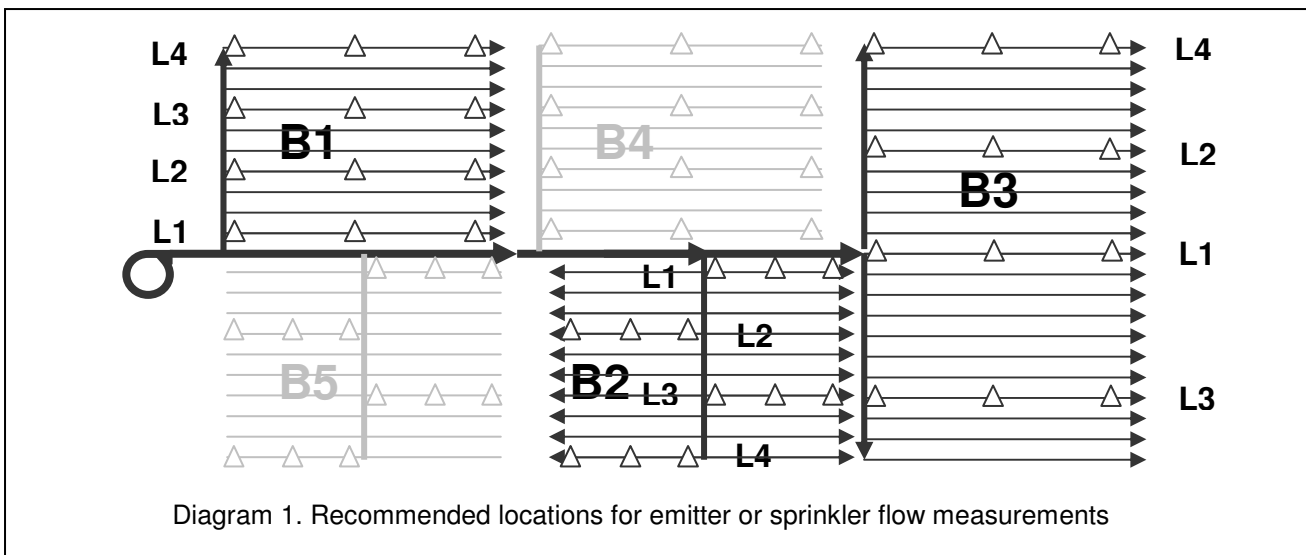 L4
L3
B1
L2
L1
B4
L4
L2
B3
L1
L3
B5
L1
L2
B2
L3
L4
Diagram 1. Recommended locations for emitter or sprinkler flow measurements